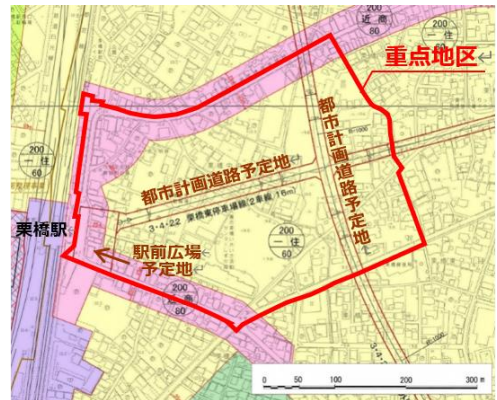 200
近商
80
重点地区
200
一住
60
都市計画道路予定地
都市計画道路予定地
3・4・22 栗橋東停車場線(2車線 16m)
栗橋駅
駅前広場
予定地
200
一住
60
200
近商
80
0 50 100 200 300 m